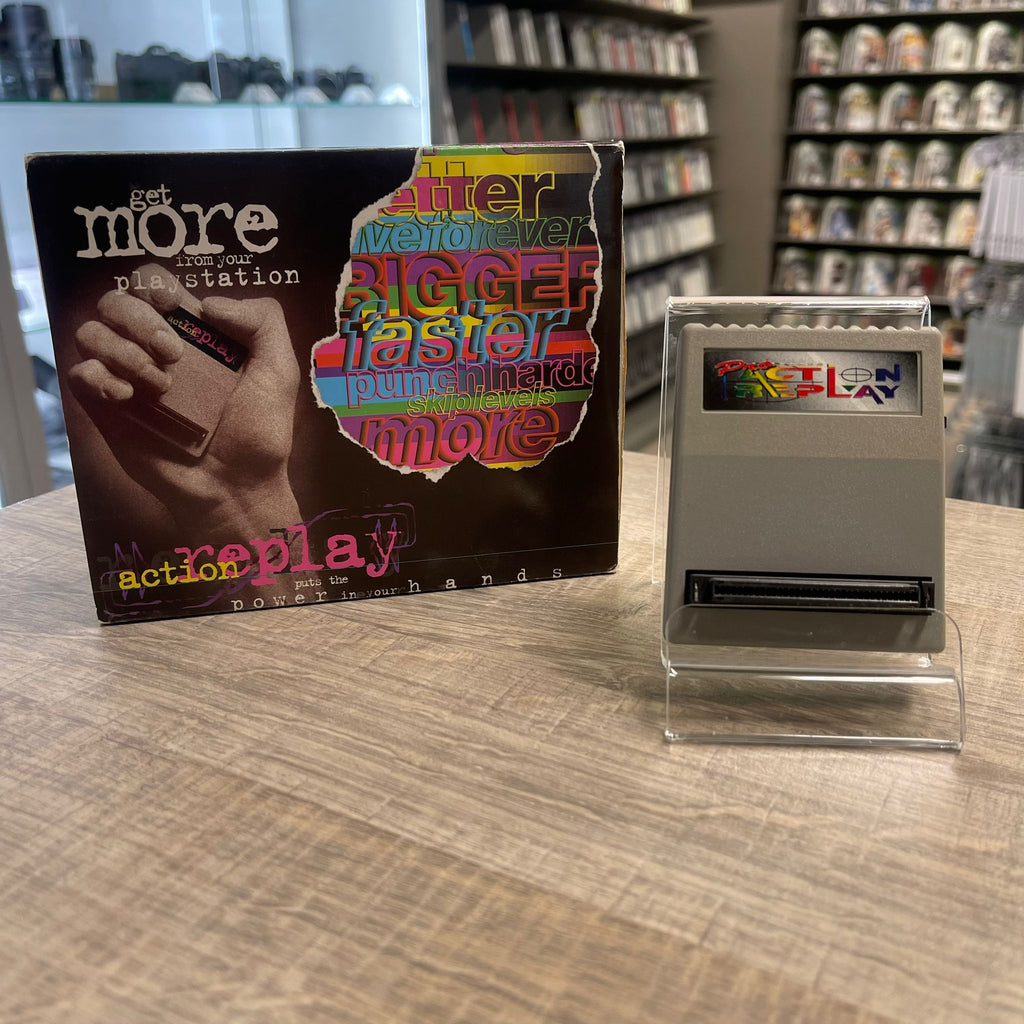 get
more
from your
playstation
action replay
etter
live forever
BIGGER
faster
punch harde
skip levels
more
action replay
puts the
power in your hands
Pro ACTION
REPLAY